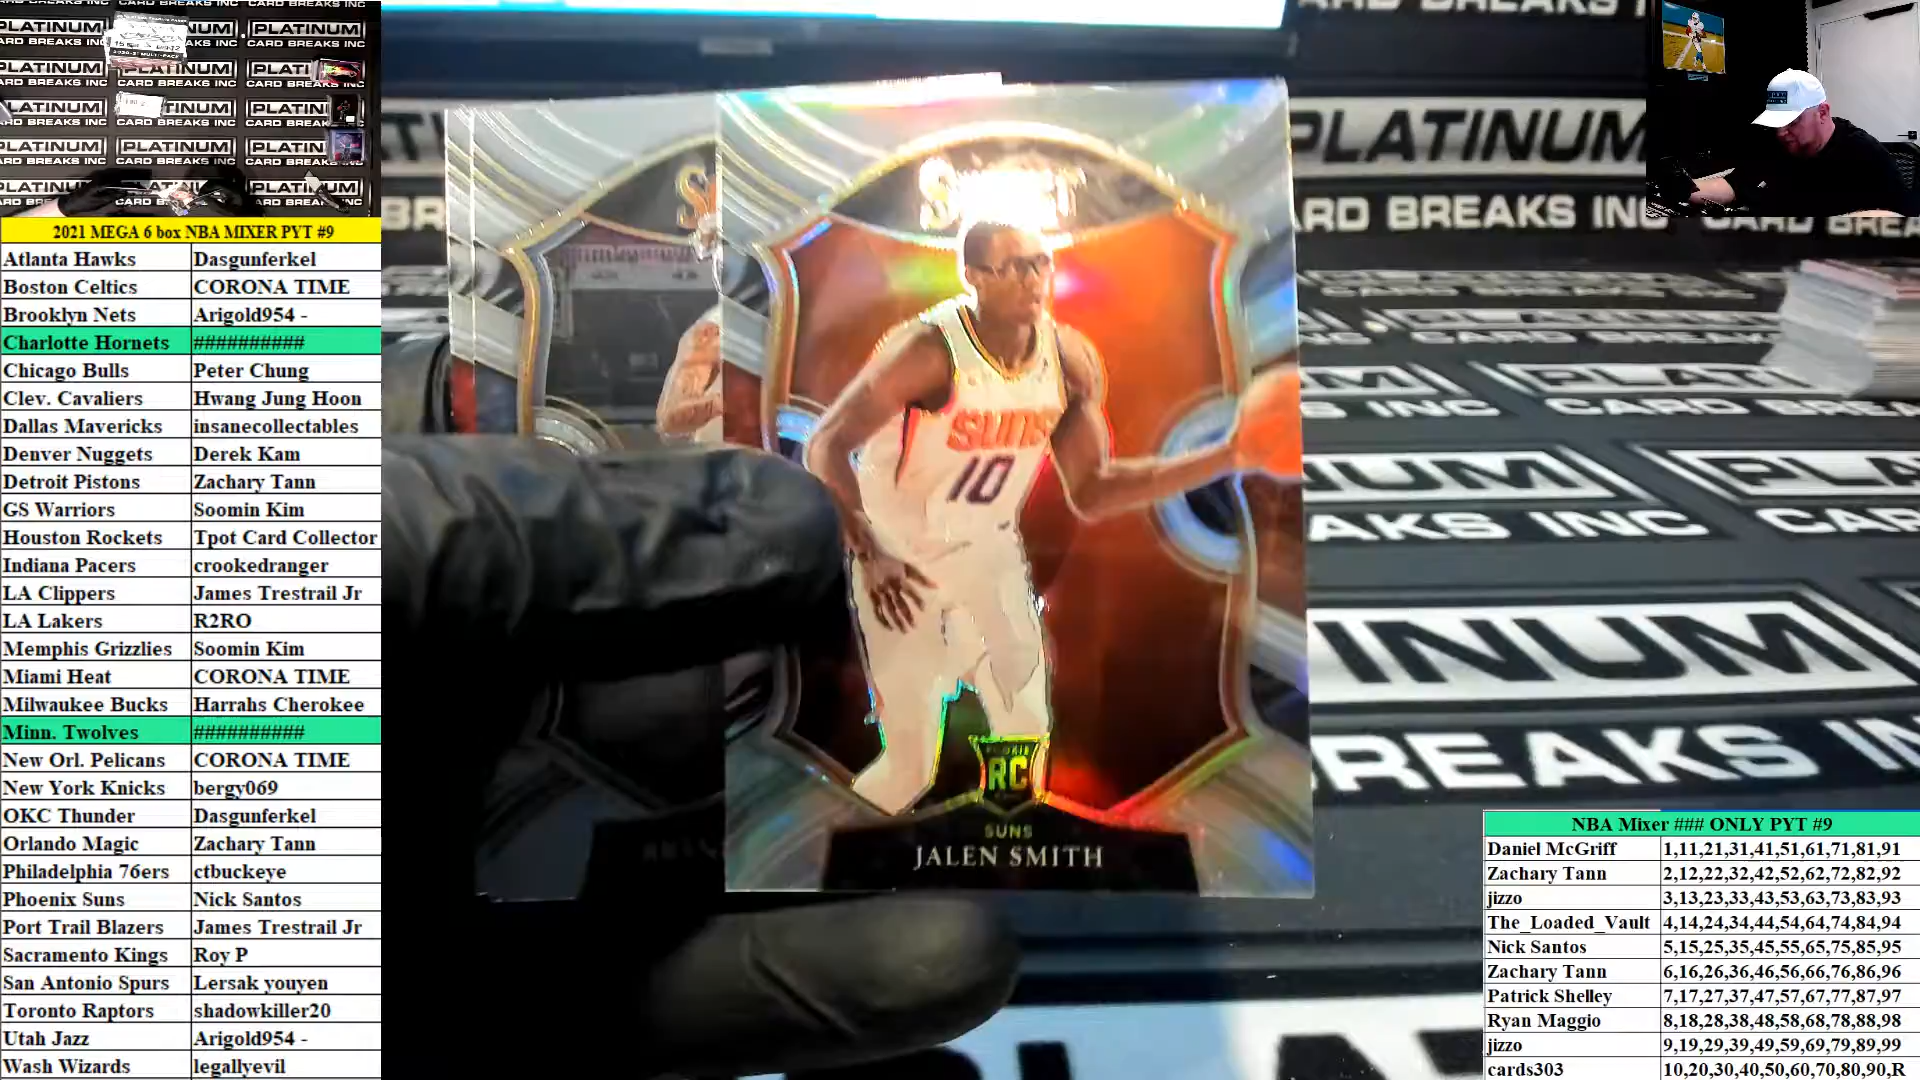 2021 MEGA 6 box NBA MIXER PYT #9
Atlanta Hawks Dasgunferkel
Boston Celtics CORONA TIME
Brooklyn Nets Arigold954 -
Charlotte Hornets ##########
Chicago Bulls Peter Chung
Clev. Cavaliers Hwang Jung Hoon
Dallas Mavericks insanecollectables
Denver Nuggets Derek Kam
Detroit Pistons Zachary Tann
GS Warriors Soomin Kim
Houston Rockets Tpot Card Collector
Indiana Pacers crookedranger
LA Clippers James Trestrail Jr
LA Lakers R2RO
Memphis Grizzlies Soomin Kim
Miami Heat CORONA TIME
Milwaukee Bucks Harrahs Cherokee
Minn. Twolves ##########
New Orl. Pelicans CORONA TIME
New York Knicks bergy069
OKC Thunder Dasgunferkel
Orlando Magic Zachary Tann
Philadelphia 76ers ctbuckeye
Phoenix Suns Nick Santos
Port Trail Blazers James Trestrail Jr
Sacramento Kings Roy P
San Antonio Spurs Lersak youyen
Toronto Raptors shadowkiller20
Utah Jazz Arigold954 -
Wash Wizards legallyevil
SUNS
10
ROOKIE
RC
SUNS
JALEN SMITH
PLATINUM
CARD BREAKS INC
NBA Mixer ### ONLY PYT #9
Daniel McGriff 1,11,21,31,41,51,61,71,81,91
Zachary Tann 2,12,22,32,42,52,62,72,82,92
jizzo 3,13,23,33,43,53,63,73,83,93
The_Loaded_Vault 4,14,24,34,44,54,64,74,84,94
Nick Santos 5,15,25,35,45,55,65,75,85,95
Zachary Tann 6,16,26,36,46,56,66,76,86,96
Patrick Shelley 7,17,27,37,47,57,67,77,87,97
Ryan Maggio 8,18,28,38,48,58,68,78,88,98
jizzo 9,19,29,39,49,59,69,79,89,99
cards303 10,20,30,40,50,60,70,80,90,R